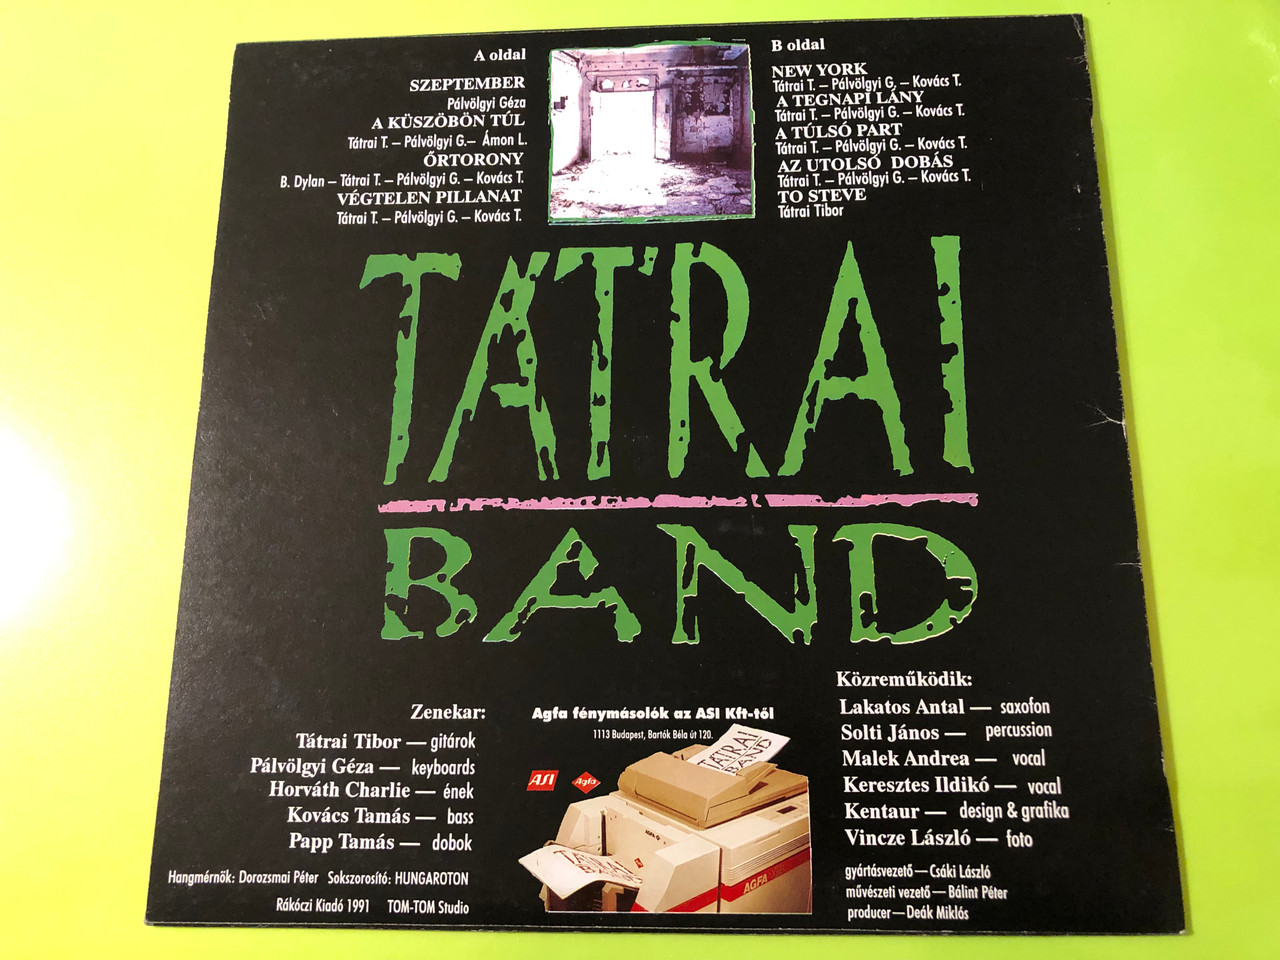 A oldal
SZEPTEMBER
Pálvölgyi Géza
A KÜSZÖBÖN TÚL
Tátrai T. – Pálvölgyi G.– Ámon L.
ŐRTORONY
B. Dylan – Tátrai T. – Pálvölgyi G. – Kovács T.
VÉGTELEN PILLANAT
Tátrai T. – Pálvölgyi G. – Kovács T.
B oldal
NEW YORK
Tátrai T. – Pálvölgyi G. – Kovács T.
A TEGNAPI LÁNY
Tátrai T. – Pálvölgyi G. – Kovács T.
A TÚLSÓ PART
Tátrai T. – Pálvölgyi G. – Kovács T.
AZ UTOLSÓ DOBÁS
Tátrai T. – Pálvölgyi G. – Kovács T.
TO STEVE
Tátrai Tibor
TÁTRAI
BAND
Zenekar:
Tátrai Tibor — gitárok
Pálvölgyi Géza — keyboards
Horváth Charlie — ének
Kovács Tamás — bass
Papp Tamás — dobok
Hangmérnök: Dorozsmai Péter Sokszorosító: HUNGAROTON
Rákóczi Kiadó 1991 TOM-TOM Studio
Agfa fénymásolók az ASI Kft-től
1113 Budapest, Bartók Béla út 120.
ASI
Agfa
TÁTRAI
BAND
AGFA
TÁTRAI
BAND
AGFA
Közreműködik:
Lakatos Antal — saxofon
Solti János — percussion
Malek Andrea — vocal
Keresztes Ildikó — vocal
Kentaur — design & grafika
Vincze László — foto
gyártásvezető — Csáki László
művészeti vezető — Bálint Péter
producer — Deák Miklós